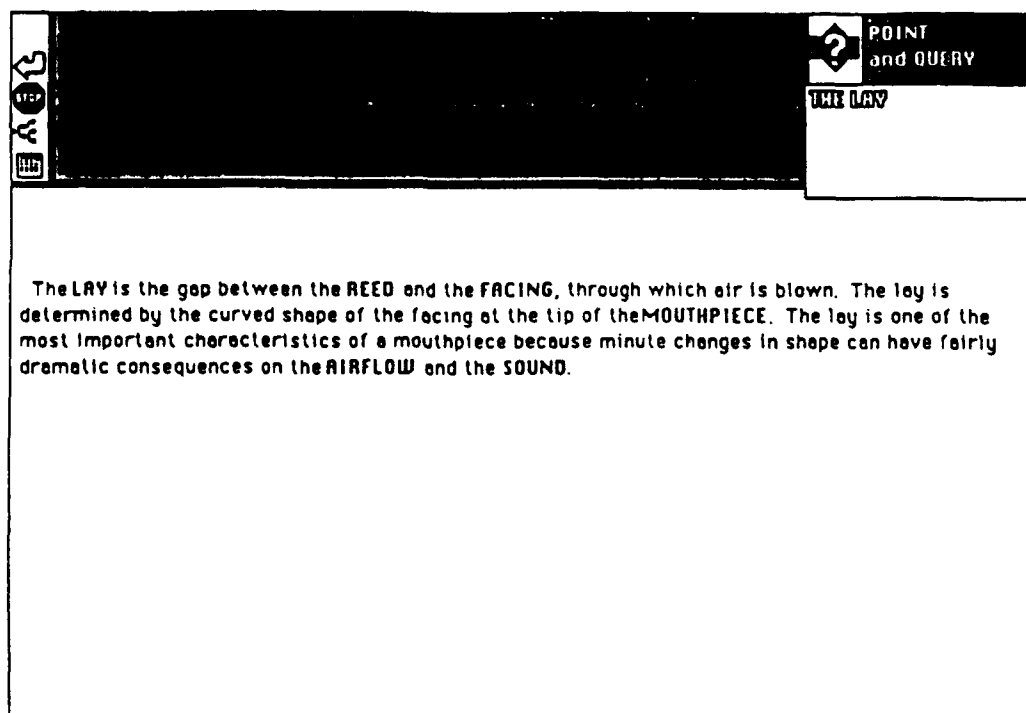 POINT
and QUERY
STOP
THE LAY
The LAY is the gap between the REED and the FACING, through which air is blown. The lay is
determined by the curved shape of the facing at the tip of the MOUTHPIECE. The lay is one of the
most important characteristics of a mouthpiece because minute changes in shape can have fairly
dramatic consequences on the AIRFLOW and the SOUND.